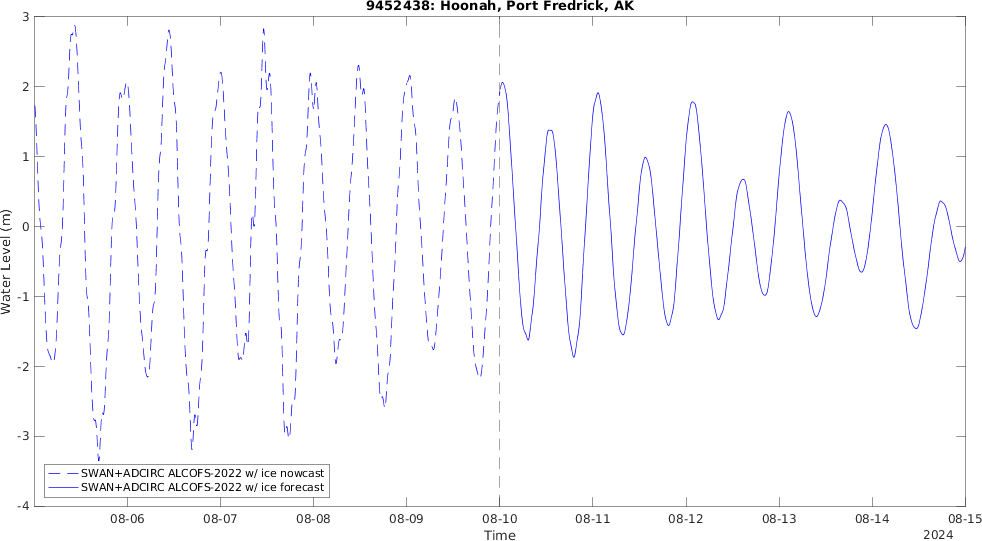 9452438: Hoonah, Port Fredrick, AK
3
2
1
0
-1
-2
-3
-4
Water Level (m)
SWAN+ADCIRC ALCOFS-2022 w/ ice nowcast
SWAN+ADCIRC ALCOFS-2022 w/ ice forecast
08-06 08-07 08-08 08-09 08-10 08-11 08-12 08-13 08-14 08-15
Time
2024